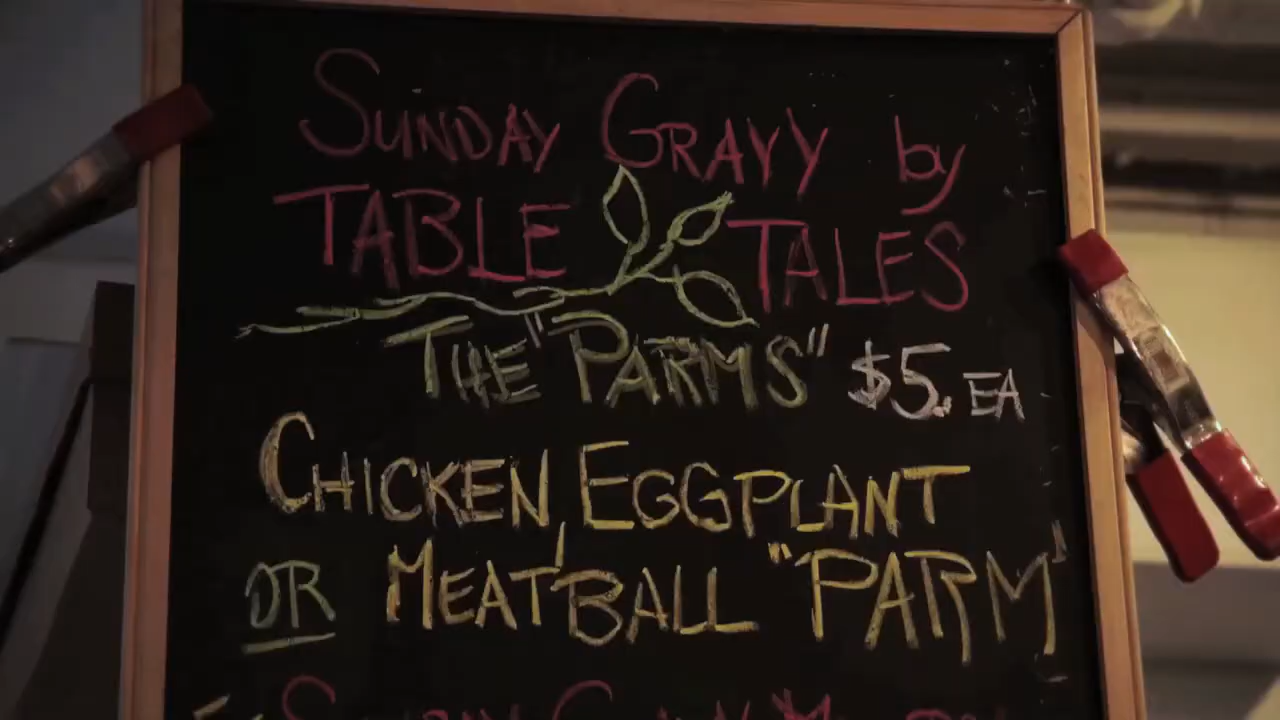 SUNDAY GRAVY by
TABLE TALES
THE "PARMS" $5. EA
CHICKEN, EGGPLANT
OR MEATBALL "PARM"